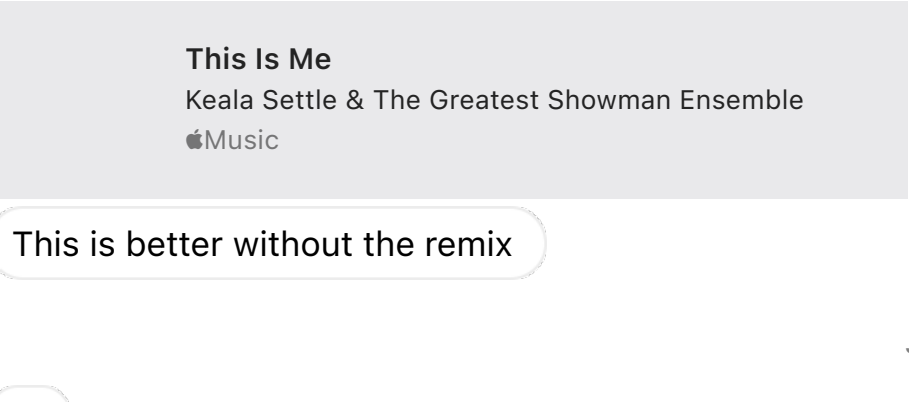 This Is Me
Keala Settle & The Greatest Showman Ensemble
Music
This is better without the remix